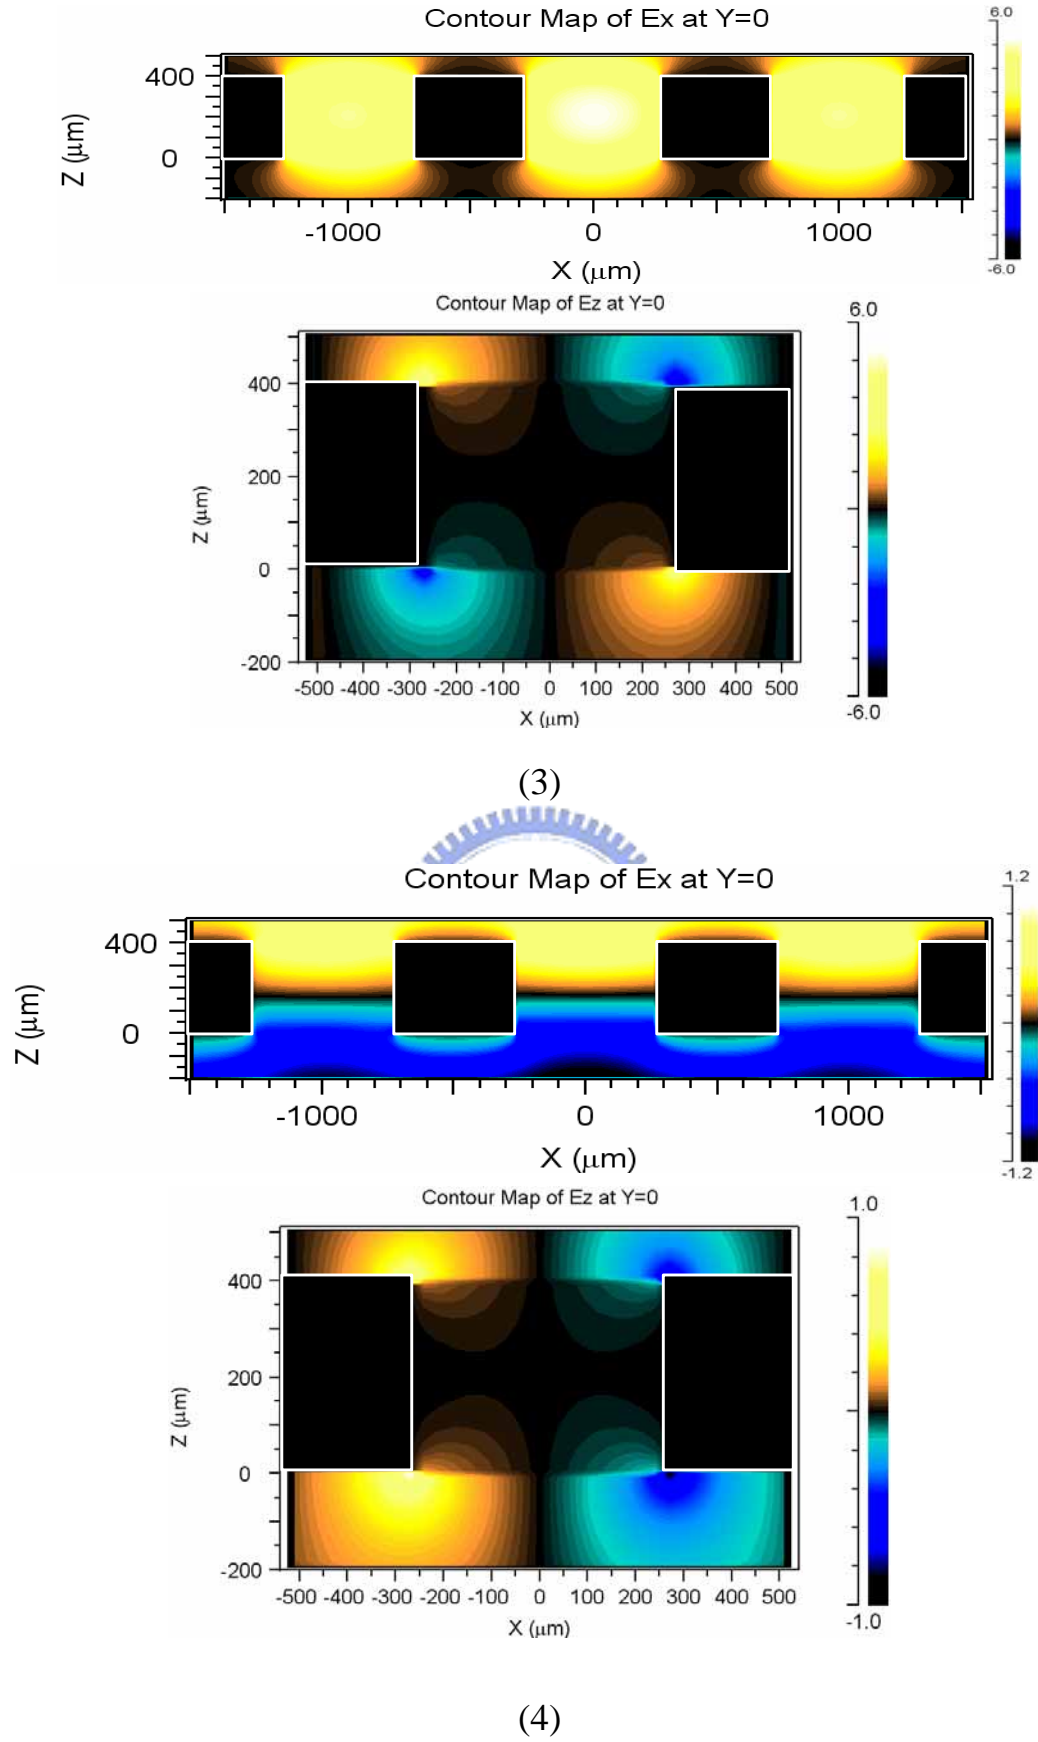 Contour Map of Ex at Y=0
6.0
400
0
Z (μm)
-1000 0 1000
X (μm)
-6.0
Contour Map of Ez at Y=0
6.0
400
200
0
-200
Z (μm)
-500 -400 -300 -200 -100 0 100 200 300 400 500
X (μm)
-6.0
(3)
Contour Map of Ex at Y=0
1.2
400
0
Z (μm)
-1000 0 1000
X (μm)
-1.2
Contour Map of Ez at Y=0
1.0
400
200
0
-200
Z (μm)
-500 -400 -300 -200 -100 0 100 200 300 400 500
X (μm)
-1.0
(4)